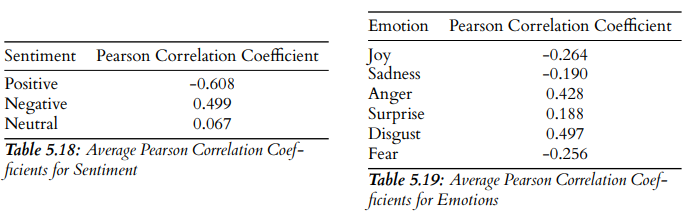 Sentiment Pearson Correlation Coefficient
Positive -0.608
Negative 0.499
Neutral 0.067
Table 5.18: Average Pearson Correlation Coef-
ficients for Sentiment
Emotion Pearson Correlation Coefficient
Joy -0.264
Sadness -0.190
Anger 0.428
Surprise 0.188
Disgust 0.497
Fear -0.256
Table 5.19: Average Pearson Correlation Coef-
ficients for Emotions